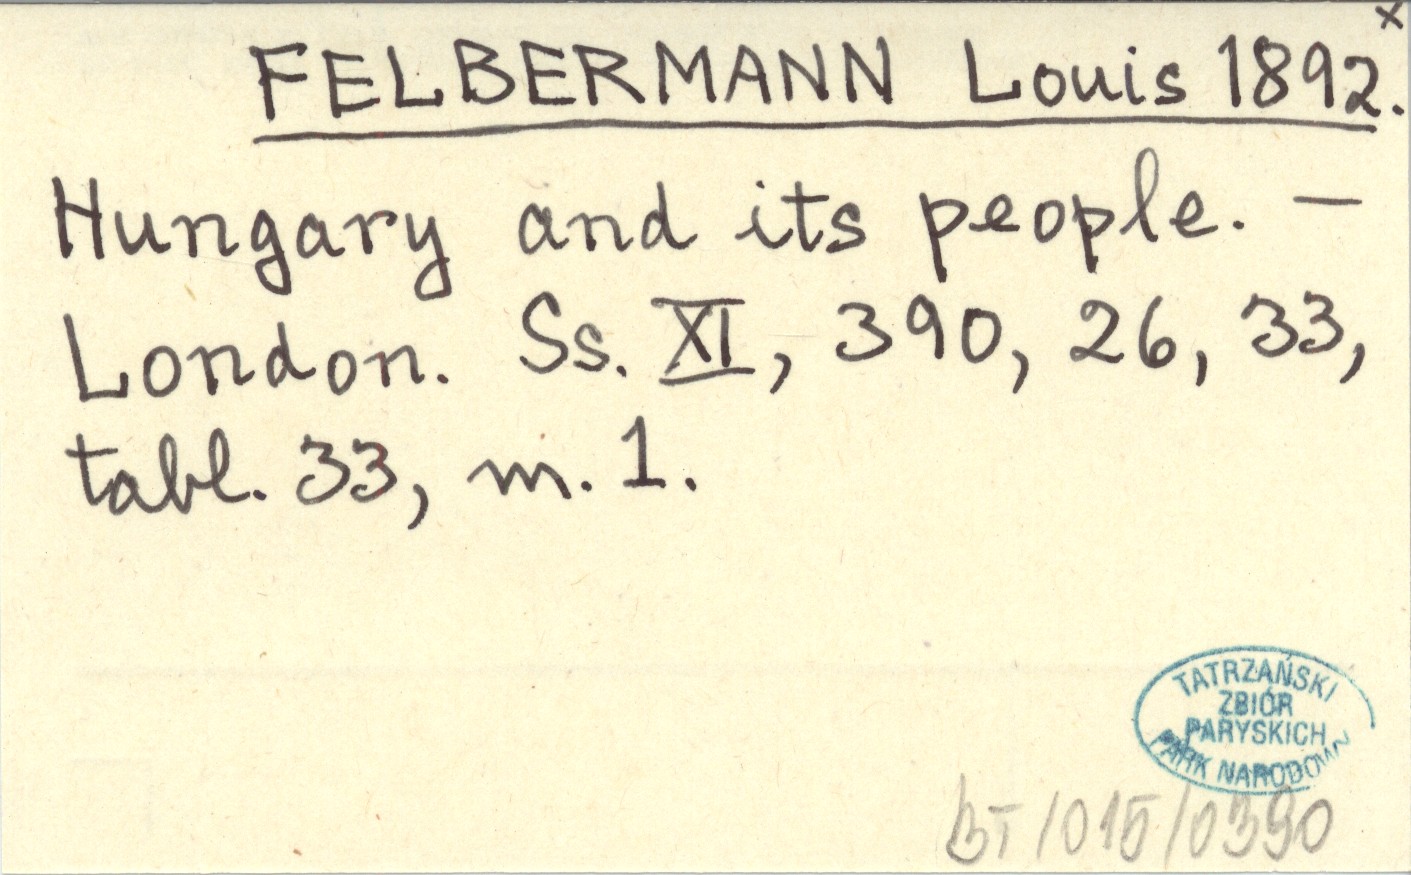 x
FELBERMANN Louis 1892.
Hungary and its people. —
London. Ss. XI, 390, 26, 33,
tabl. 33, m. 1.
TATRZAŃSKI
ZBIÓR
PARYSKICH
PARK NARODOWY
BT/015/0390